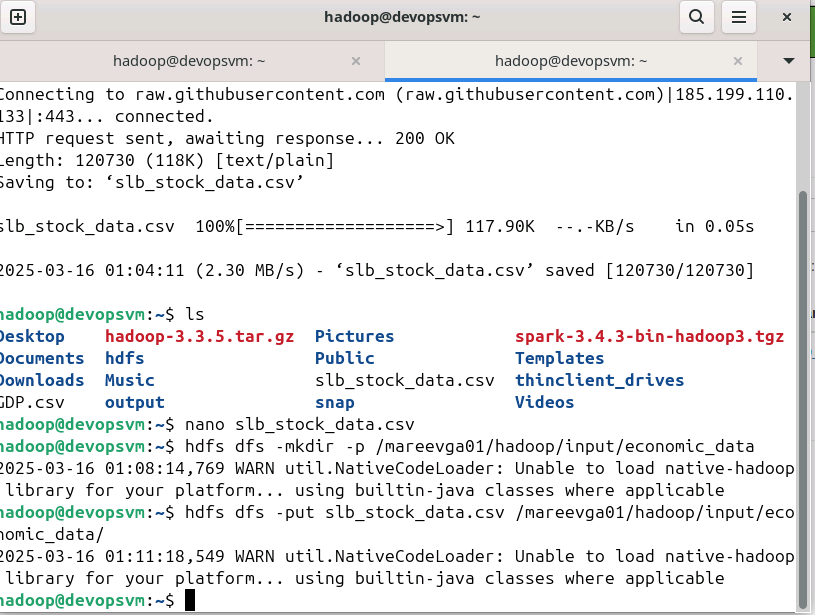 hadoop@devopsvm: ~
hadoop@devopsvm: ~
hadoop@devopsvm: ~
Connecting to raw.githubusercontent.com (raw.githubusercontent.com)|185.199.110.
133|:443... connected.
HTTP request sent, awaiting response... 200 OK
Length: 120730 (118K) [text/plain]
Saving to: ‘slb_stock_data.csv’
slb_stock_data.csv  100%[===================>] 117.90K  --.-KB/s    in 0.05s
2025-03-16 01:04:11 (2.30 MB/s) - ‘slb_stock_data.csv’ saved [120730/120730]
hadoop@devopsvm:~$ ls
Desktop    hadoop-3.3.5.tar.gz  Pictures            spark-3.4.3-bin-hadoop3.tgz
Documents  hdfs                 Public              Templates
Downloads  Music                slb_stock_data.csv  thinclient_drives
GDP.csv    output               snap                Videos
hadoop@devopsvm:~$ nano slb_stock_data.csv
hadoop@devopsvm:~$ hdfs dfs -mkdir -p /mareevga01/hadoop/input/economic_data
2025-03-16 01:08:14,769 WARN util.NativeCodeLoader: Unable to load native-hadoop
library for your platform... using builtin-java classes where applicable
hadoop@devopsvm:~$ hdfs dfs -put slb_stock_data.csv /mareevga01/hadoop/input/eco
nomic_data/
2025-03-16 01:11:18,549 WARN util.NativeCodeLoader: Unable to load native-hadoop
library for your platform... using builtin-java classes where applicable
hadoop@devopsvm:~$